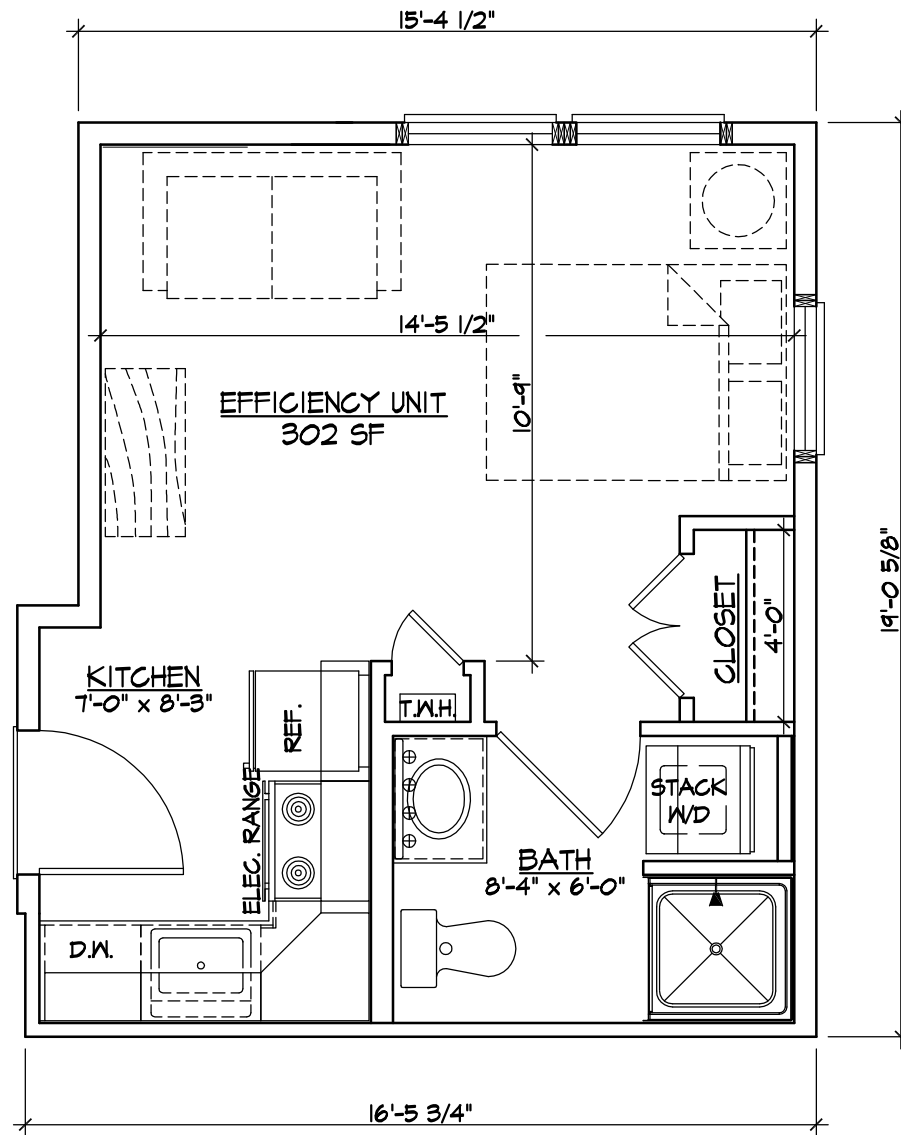 15'-4 1/2"
14'-5 1/2"
10'-9"
EFFICIENCY UNIT
302 SF
19'-0 5/8"
CLOSET
4'-0"
KITCHEN
7'-0" x 8'-3"
REF.
T.W.H.
ELEC. RANGE
STACK
W/D
BATH
8'-4" x 6'-0"
D.W.
16'-5 3/4"